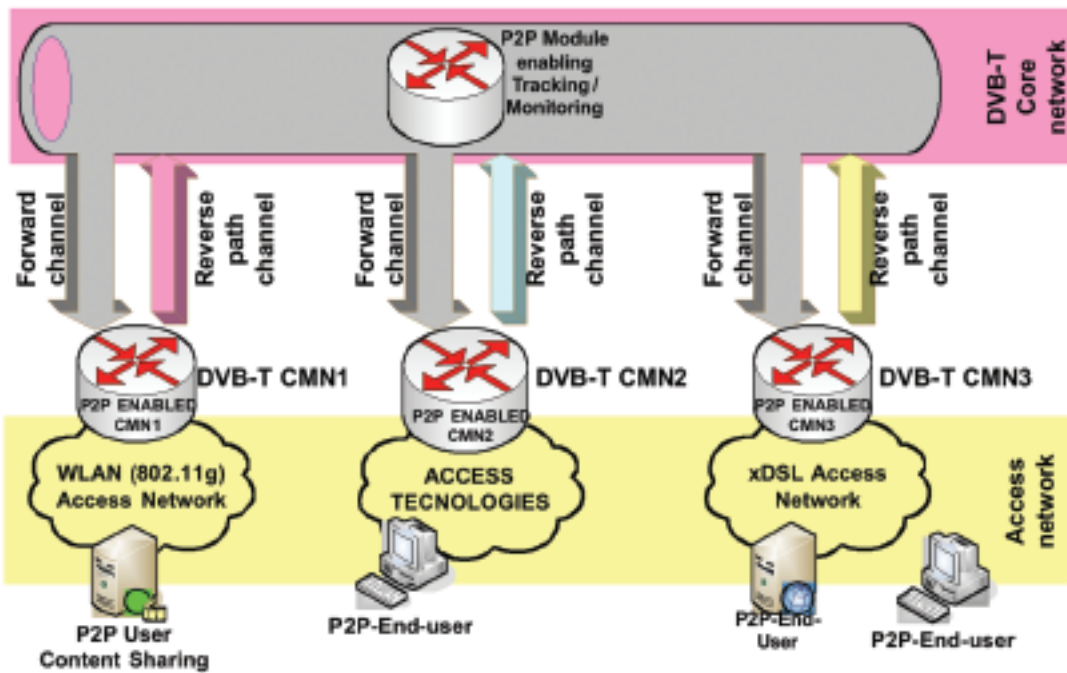 P2P Module
enabling
Tracking/
Monitoring
DVB-T
Core
network
Forward
channel
Reverse
path
channel
Forward
channel
Reverse
path
channel
Forward
channel
Reverse
path
channel
DVB-T CMN1
P2P ENABLED
CMN1
DVB-T CMN2
P2P ENABLED
CMN2
DVB-T CMN3
P2P ENABLED
CMN3
WLAN (802.11g)
Access Network
ACCESS
TECNOLOGIES
xDSL Access
Network
Access
network
P2P User
Content Sharing
P2P-End-user
P2P-End-
User
P2P-End-user